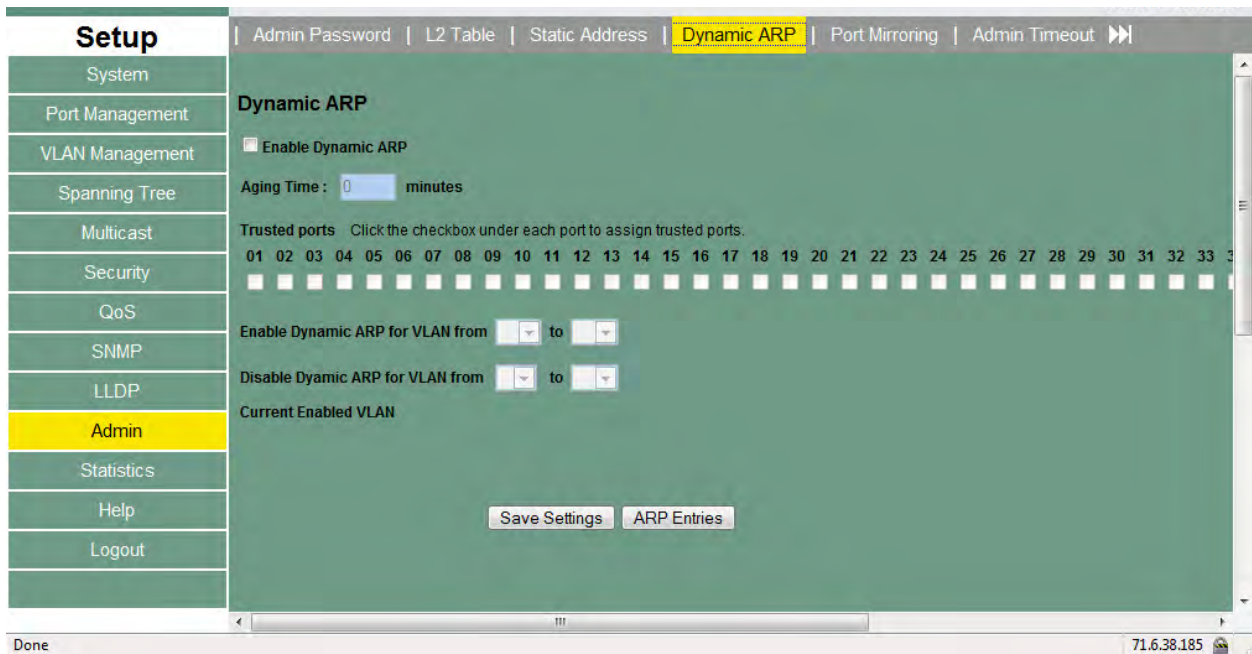 Setup
| Admin Password | L2 Table | Static Address | Dynamic ARP | Port Mirroring | Admin Timeout
System
Port Management
VLAN Management
Spanning Tree
Multicast
Security
QoS
SNMP
LLDP
Admin
Statistics
Help
Logout
Dynamic ARP
Enable Dynamic ARP
Aging Time : 0 minutes
Trusted ports Click the checkbox under each port to assign trusted ports.
01 02 03 04 05 06 07 08 09 10 11 12 13 14 15 16 17 18 19 20 21 22 23 24 25 26 27 28 29 30 31 32 33
Enable Dynamic ARP for VLAN from to
Disable Dyamic ARP for VLAN from to
Current Enabled VLAN
Save Settings ARP Entries
Done 71.6.38.185